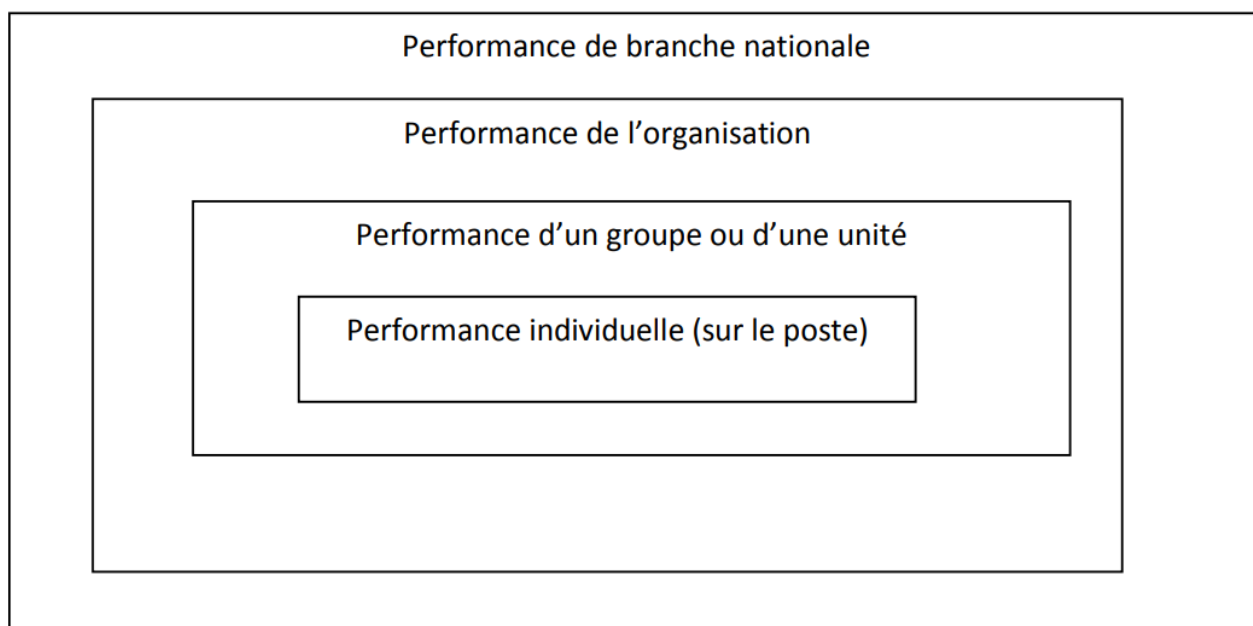 Performance de branche nationale
Performance de l’organisation
Performance d’un groupe ou d’une unité
Performance individuelle (sur le poste)